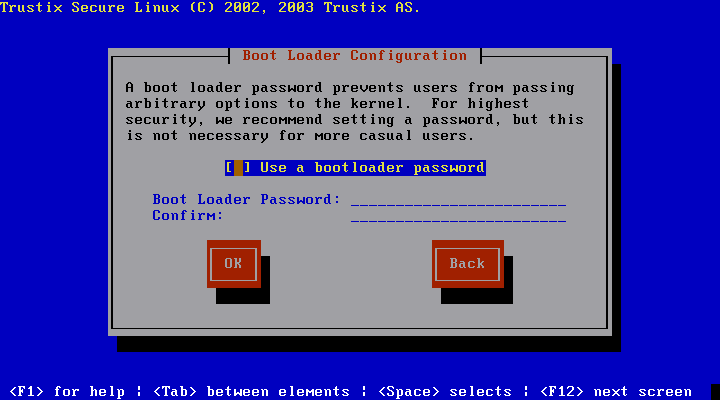 Trustix Secure Linux (C) 2002, 2003 Trustix AS.
Boot Loader Configuration
A boot loader password prevents users from passing
arbitrary options to the kernel.  For highest
security, we recommend setting a password, but this
is not necessary for more casual users.
[ ] Use a bootloader password
Boot Loader Password: ________________________
Confirm:              ________________________
OK Back
<F1> for help ¦ <Tab> between elements ¦ <Space> selects ¦ <F12> next screen